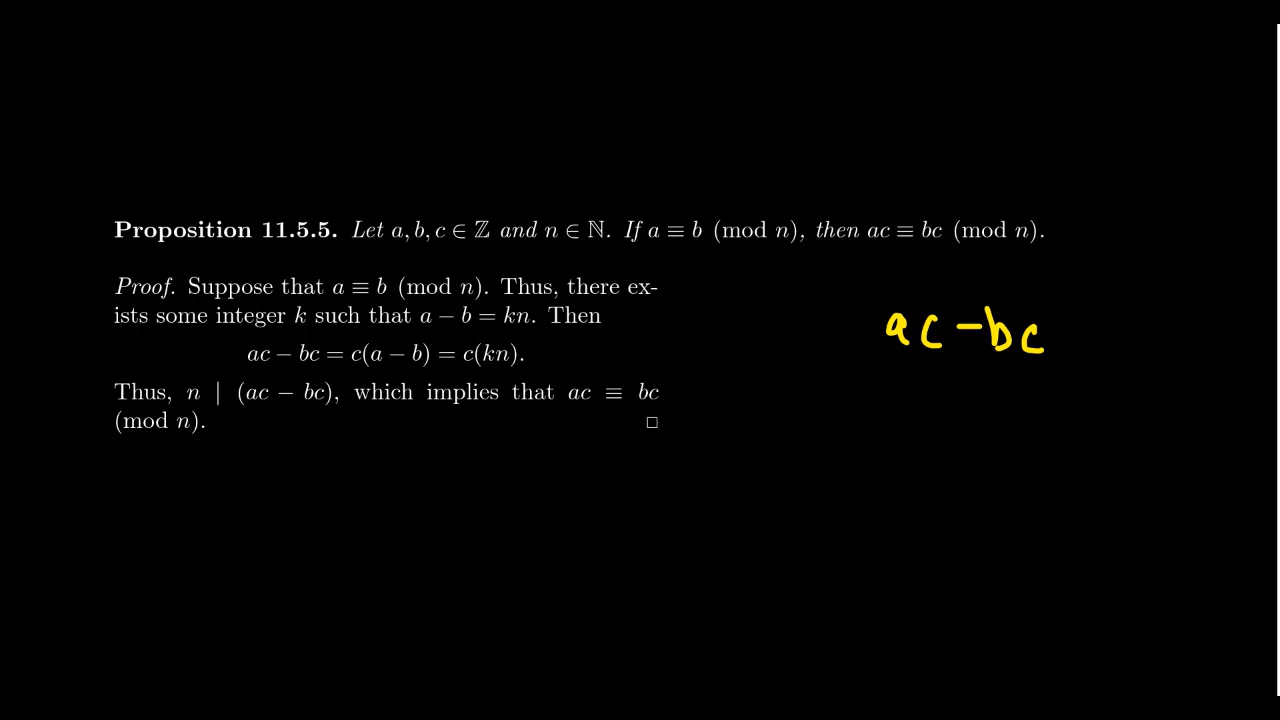 Proposition 11.5.5. Let a, b, c ∈ ℤ and n ∈ ℕ. If a ≡ b (mod n), then ac ≡ bc (mod n).
Proof. Suppose that a ≡ b (mod n). Thus, there ex-
ists some integer k such that a − b = kn. Then
ac − bc = c(a − b) = c(kn).
Thus, n | (ac − bc), which implies that ac ≡ bc
(mod n). □
ac − bc